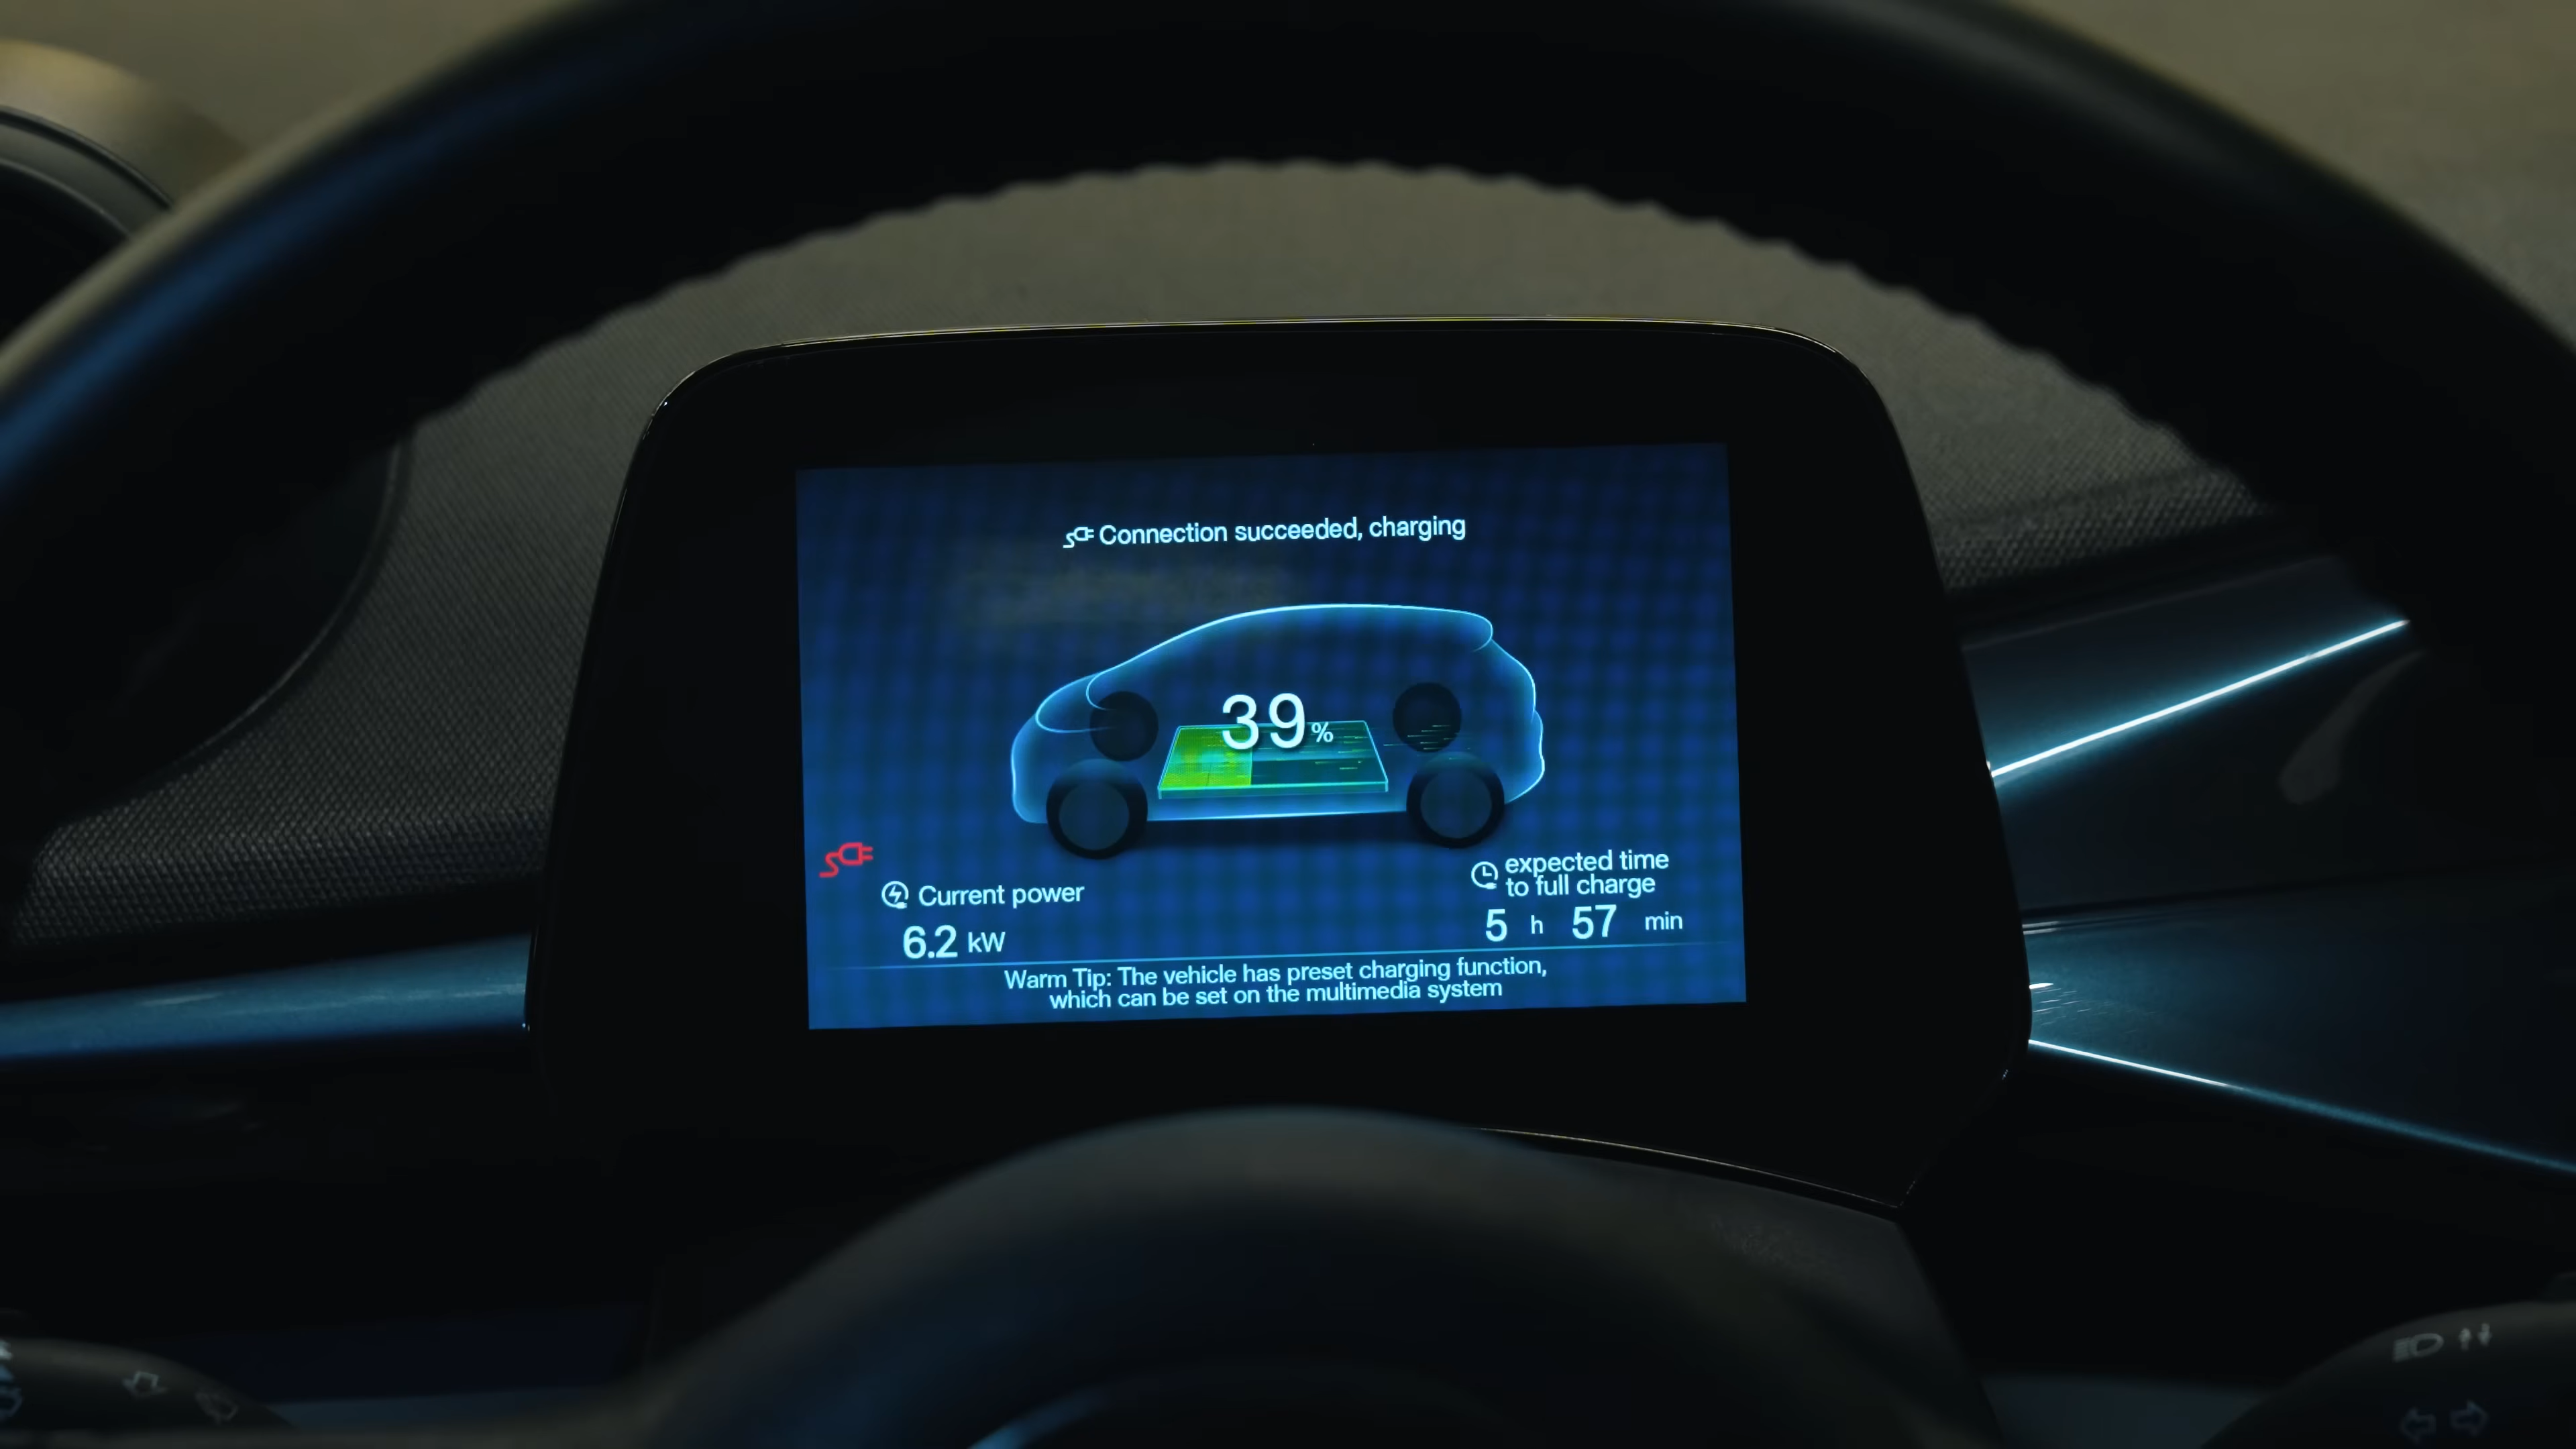 Connection succeeded, charging
39%
Current power
6.2 kW
expected time
to full charge
5 h 57 min
Warm Tip: The vehicle has preset charging function,
which can be set on the multimedia system